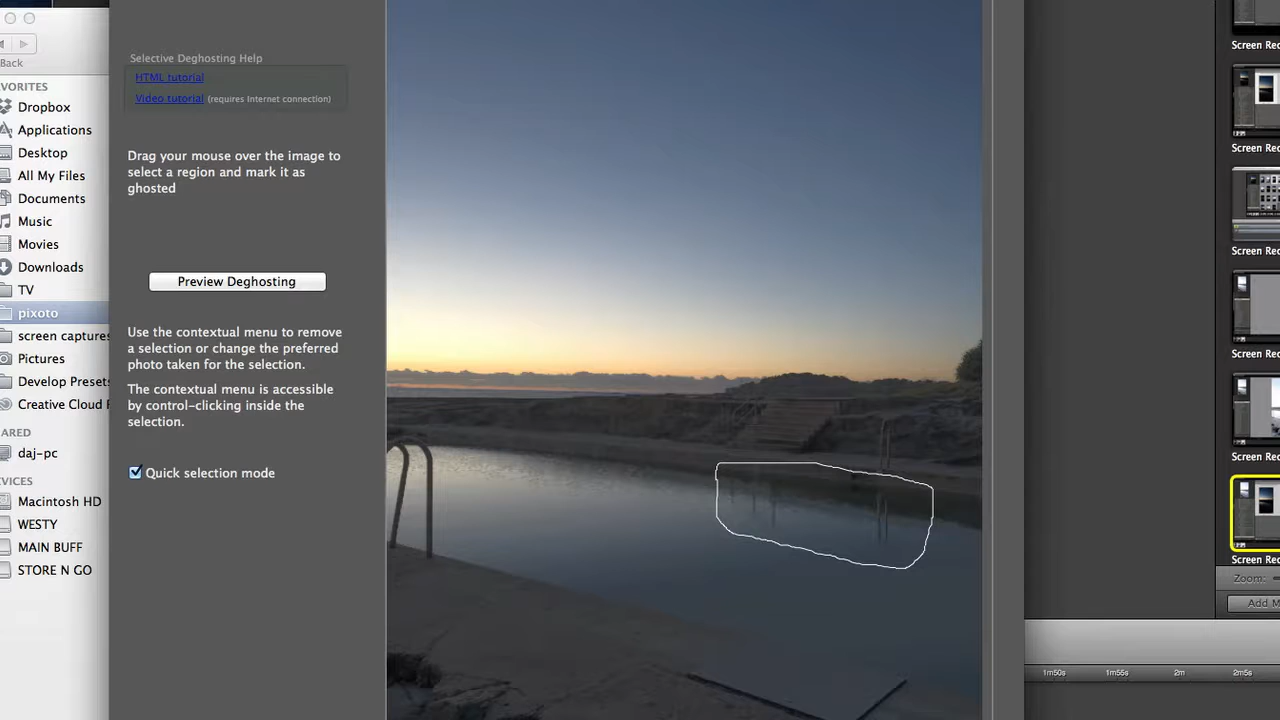 Back
AVORITES
Dropbox
Applications
Desktop
All My Files
Documents
Music
Movies
Downloads
TV
pixoto
screen captures
Pictures
Develop Presets
Creative Cloud F
ARED
daj-pc
EVICES
Macintosh HD
WESTY
MAIN BUFF
STORE N GO
Selective Deghosting Help
HTML tutorial
Video tutorial (requires Internet connection)
Drag your mouse over the image to
select a region and mark it as
ghosted
Preview Deghosting
Use the contextual menu to remove
a selection or change the preferred
photo taken for the selection.
The contextual menu is accessible
by control-clicking inside the
selection.
Quick selection mode
Screen Rec
Screen Rec
Screen Rec
Screen Rec
Screen Rec
Screen Rec
Zoom:
Add M
1m50s 1m55s 2m 2m5s